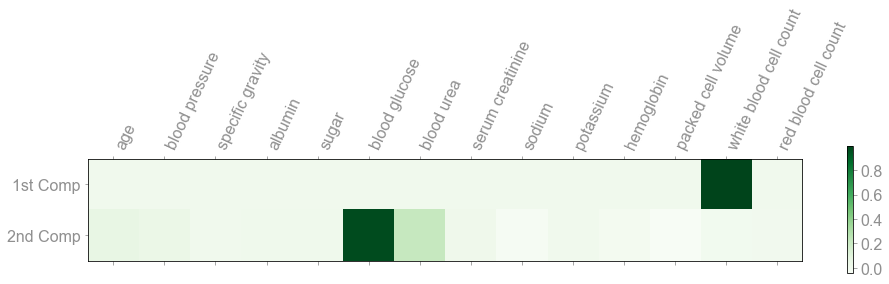 age
blood pressure
specific gravity
albumin
sugar
blood glucose
blood urea
serum creatinine
sodium
potassium
hemoglobin
packed cell volume
white blood cell count
red blood cell count
1st Comp
2nd Comp
0.8
0.6
0.4
0.2
0.0